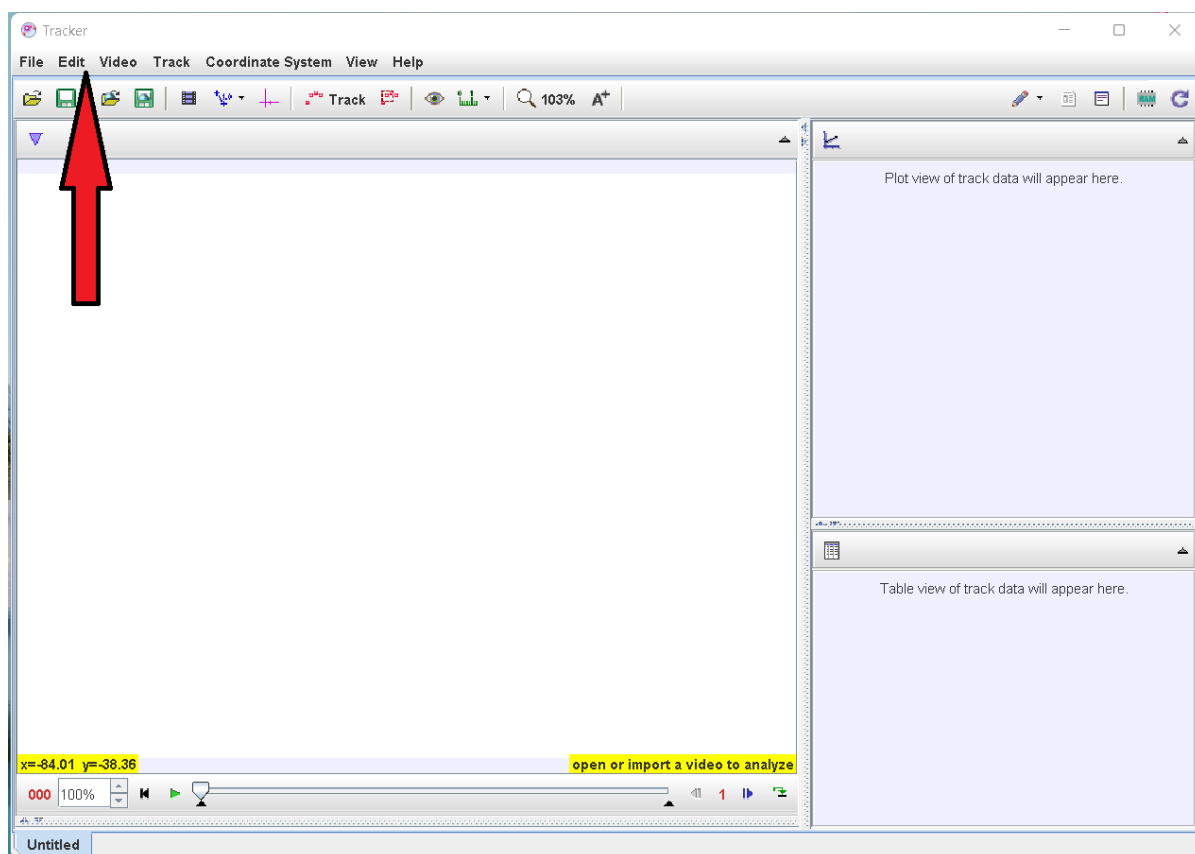 Tracker
File Edit Video Track Coordinate System View Help
Track 103% A+
Plot view of track data will appear here.
Table view of track data will appear here.
x=-84.01 y=-38.36 open or import a video to analyze
000 100% 1
Untitled